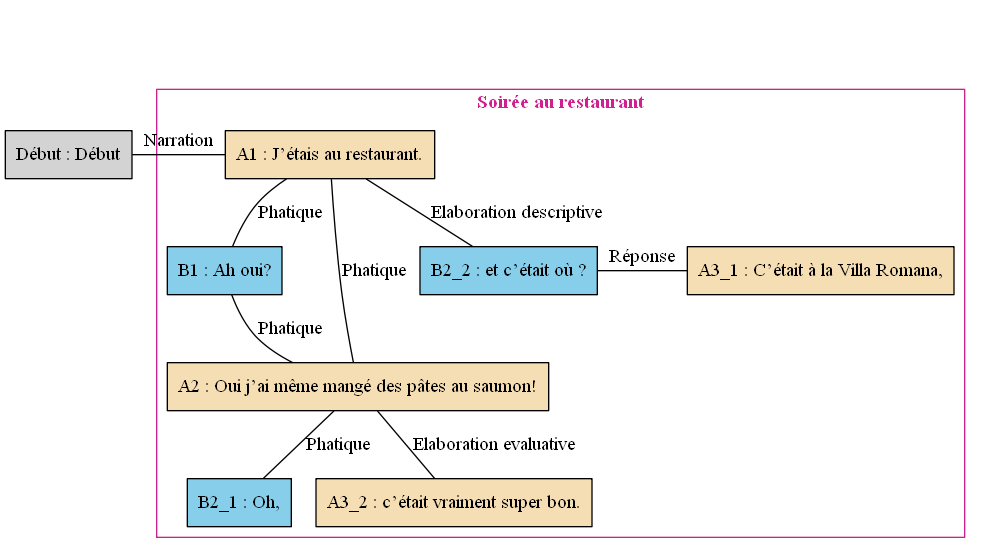 Soirée au restaurant
Début : Début
Narration
A1 : J’étais au restaurant.
Phatique
Elaboration descriptive
B1 : Ah oui?
Phatique
B2_2 : et c’était où ?
Réponse
A3_1 : C’était à la Villa Romana,
Phatique
A2 : Oui j’ai même mangé des pâtes au saumon!
Phatique
Elaboration evaluative
B2_1 : Oh,
A3_2 : c’était vraiment super bon.